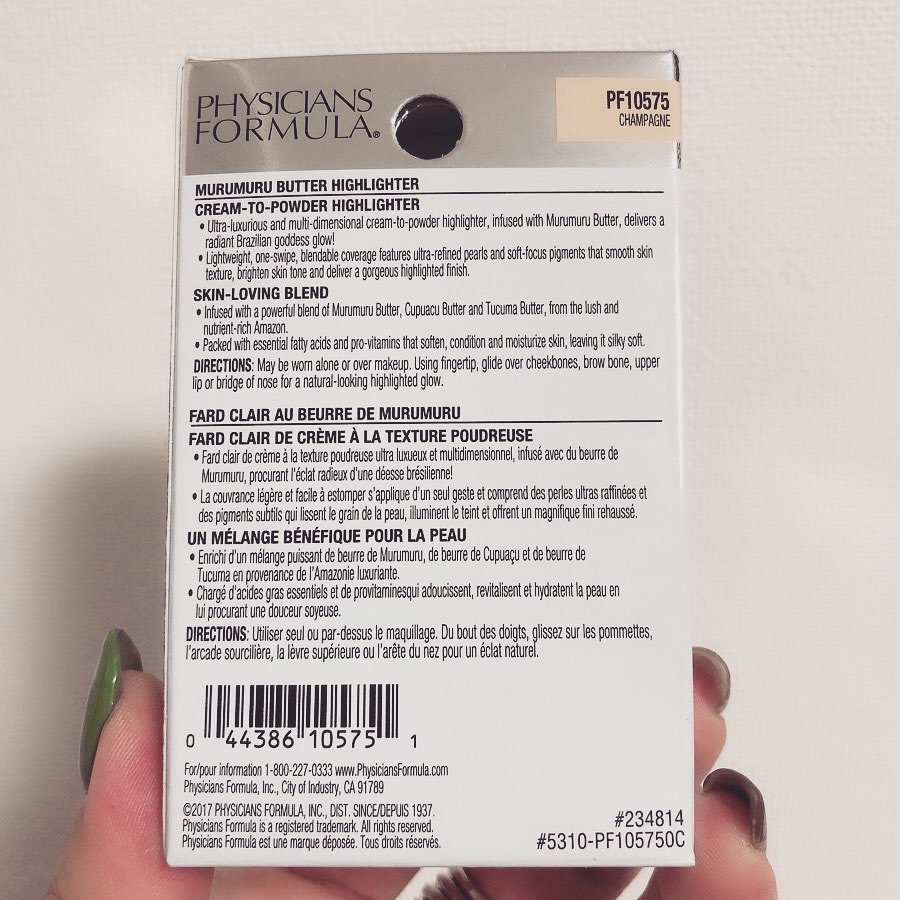 PHYSICIANS
FORMULA®
PF10575
CHAMPAGNE
MURUMURU BUTTER HIGHLIGHTER
CREAM-TO-POWDER HIGHLIGHTER
• Ultra-luxurious and multi-dimensional cream-to-powder highlighter, infused with Murumuru Butter, delivers a
radiant Brazilian goddess glow!
• Lightweight, one-swipe, blendable coverage features ultra-refined pearls and soft-focus pigments that smooth skin
texture, brighten skin tone and deliver a gorgeous highlighted finish.
SKIN-LOVING BLEND
• Infused with a powerful blend of Murumuru Butter, Cupuacu Butter and Tucuma Butter, from the lush and
nutrient-rich Amazon.
• Packed with essential fatty acids and pro-vitamins that soften, condition and moisturize skin, leaving it silky soft.
DIRECTIONS: May be worn alone or over makeup. Using fingertip, glide over cheekbones, brow bone, upper
lip or bridge of nose for a natural-looking highlighted glow.
FARD CLAIR AU BEURRE DE MURUMURU
FARD CLAIR DE CRÈME À LA TEXTURE POUDREUSE
• Fard clair de crème à la texture poudreuse ultra luxueux et multidimensionnel, infusé avec du beurre de
Murumuru, procurant l'éclat radieux d'une déesse brésilienne!
• La couvrance légère et facile à estomper s'applique d'un seul geste et comprend des perles ultras raffinées et
des pigments subtils qui lissent le grain de la peau, illuminent le teint et offrent un magnifique fini rehaussé.
UN MÉLANGE BÉNÉFIQUE POUR LA PEAU
• Enrichi d'un mélange puissant de beurre de Murumuru, de beurre de Cupuaçu et de beurre de
Tucuma en provenance de l'Amazonie luxuriante.
• Chargé d'acides gras essentiels et de provitaminesqui adoucissent, revitalisent et hydratent la peau en
lui procurant une douceur soyeuse.
DIRECTIONS: Utiliser seul ou par-dessus le maquillage. Du bout des doigts, glissez sur les pommettes,
l'arcade sourcilière, la lèvre supérieure ou l'arête du nez pour un éclat naturel.
0 44386 10575 1
For/pour information 1-800-227-0333 www.PhysiciansFormula.com
Physicians Formula, Inc., City of Industry, CA 91789
©2017 PHYSICIANS FORMULA, INC., DIST. SINCE/DEPUIS 1937.
Physicians Formula is a registered trademark. All rights reserved.
Physicians Formula est une marque déposée. Tous droits réservés.
#234814
#5310-PF105750C